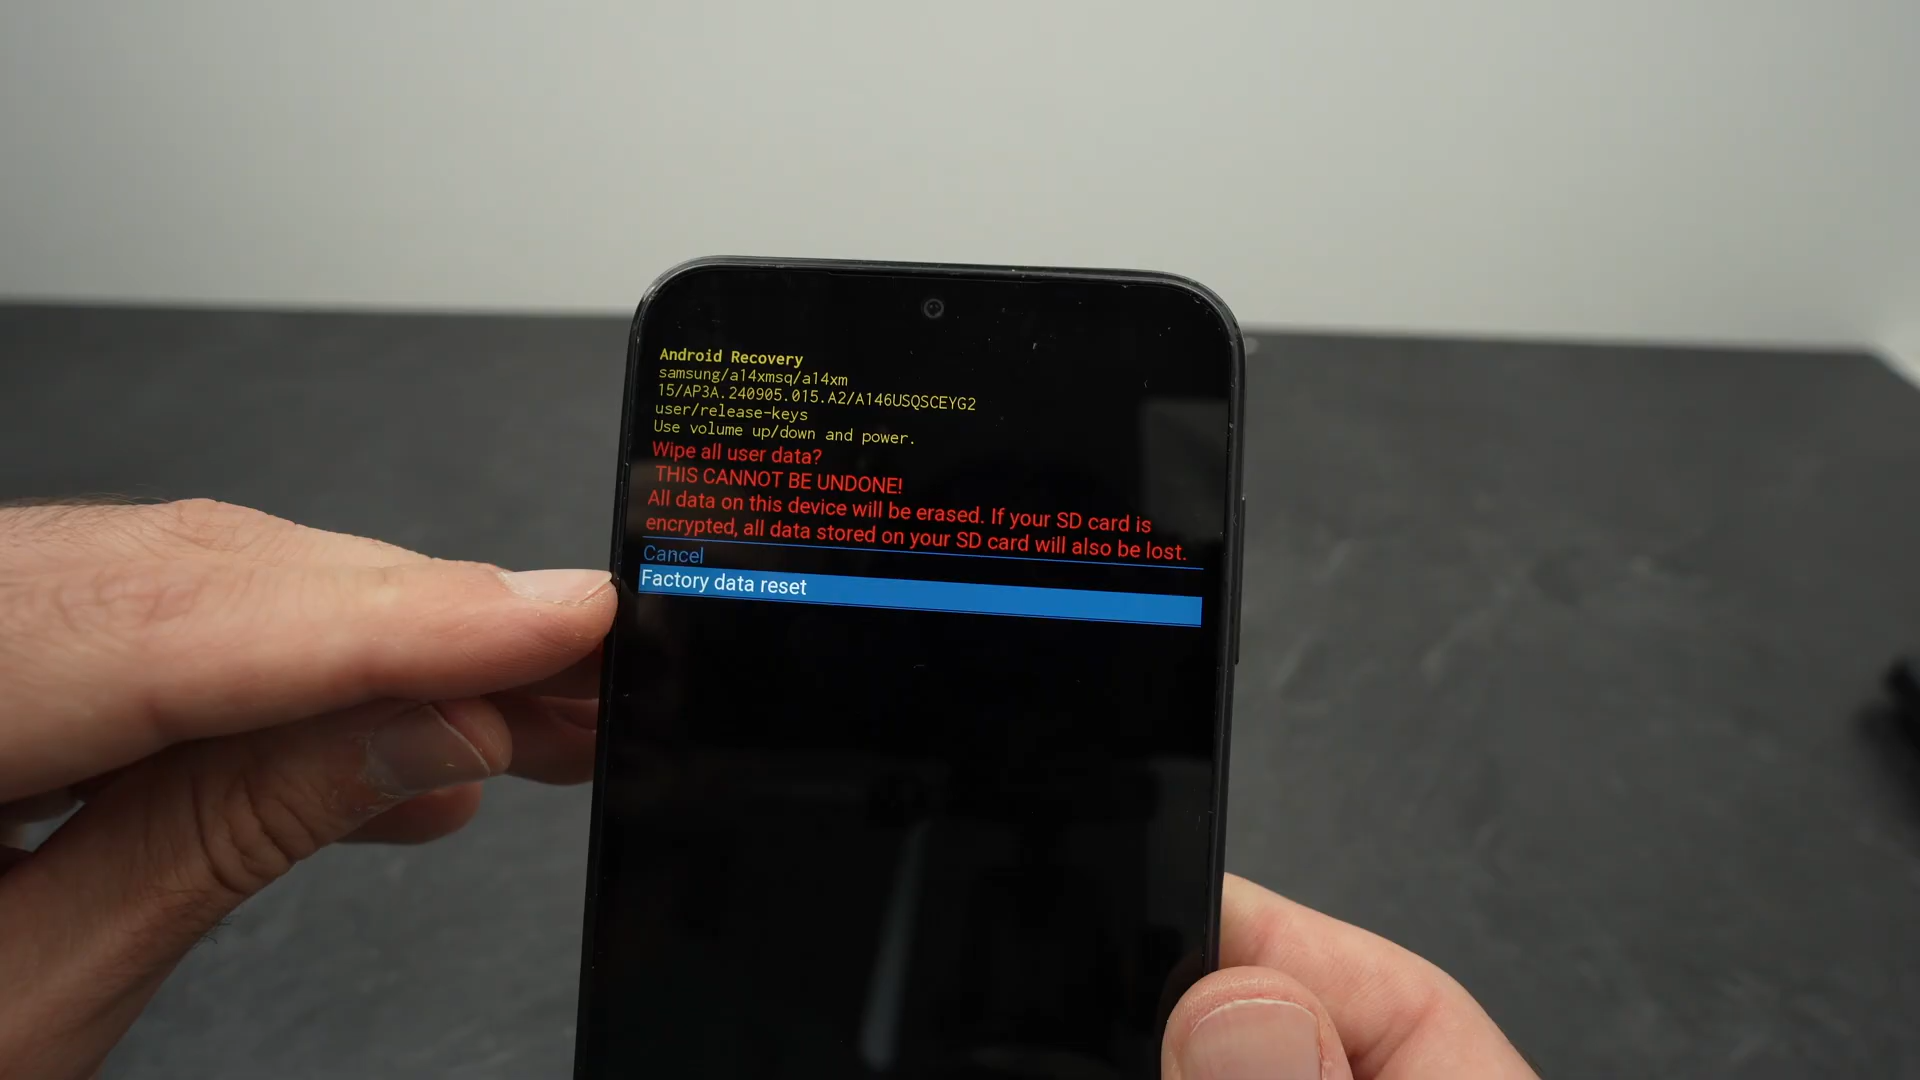 Android Recovery
samsung/a14xmsq/a14xm
15/AP3A.240905.015.A2/A146USQSCEYG2
user/release-keys
Use volume up/down and power.
Wipe all user data?
THIS CANNOT BE UNDONE!
All data on this device will be erased. If your SD card is
encrypted, all data stored on your SD card will also be lost.
Cancel
Factory data reset